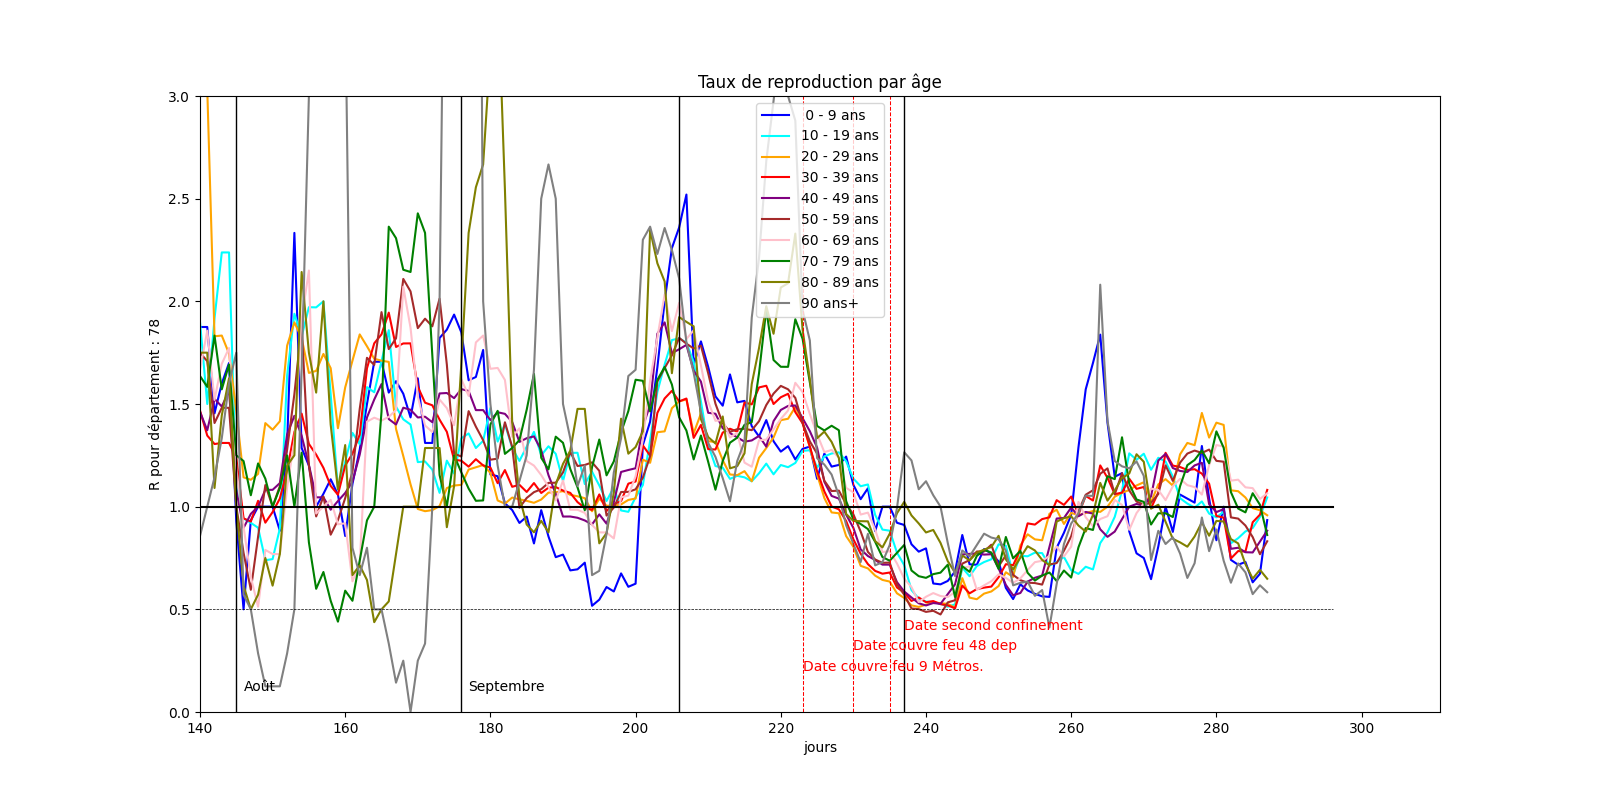 Taux de reproduction par âge
R pour département : 78
3.0
2.5
2.0
1.5
1.0
0.5
0.0
0 - 9 ans
10 - 19 ans
20 - 29 ans
30 - 39 ans
40 - 49 ans
50 - 59 ans
60 - 69 ans
70 - 79 ans
80 - 89 ans
90 ans+
Date second confinement
Date couvre feu 48 dep
Date couvre feu 9 Métros.
Août
Septembre
140 160 180 200 220 240 260 280 300
jours